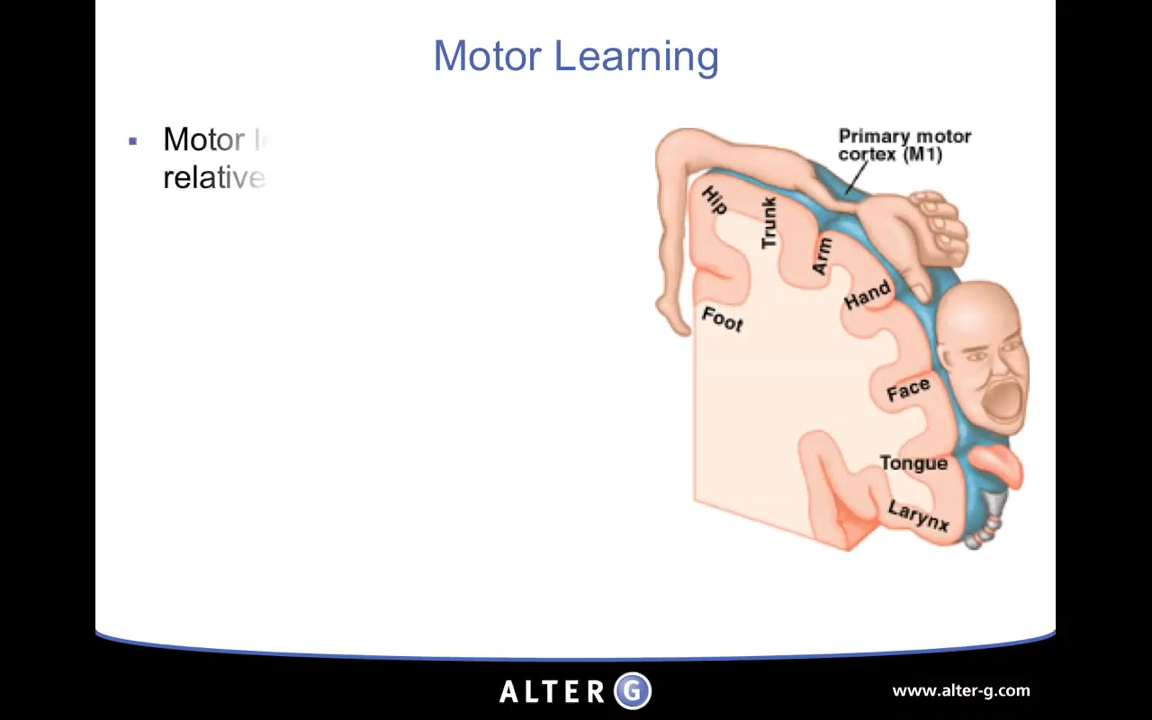 Motor Learning
Motor
relative
Primary motor
cortex (M1)
Hip
Trunk
Arm
Hand
Foot
Face
Tongue
Larynx
ALTER G
www.alter-g.com